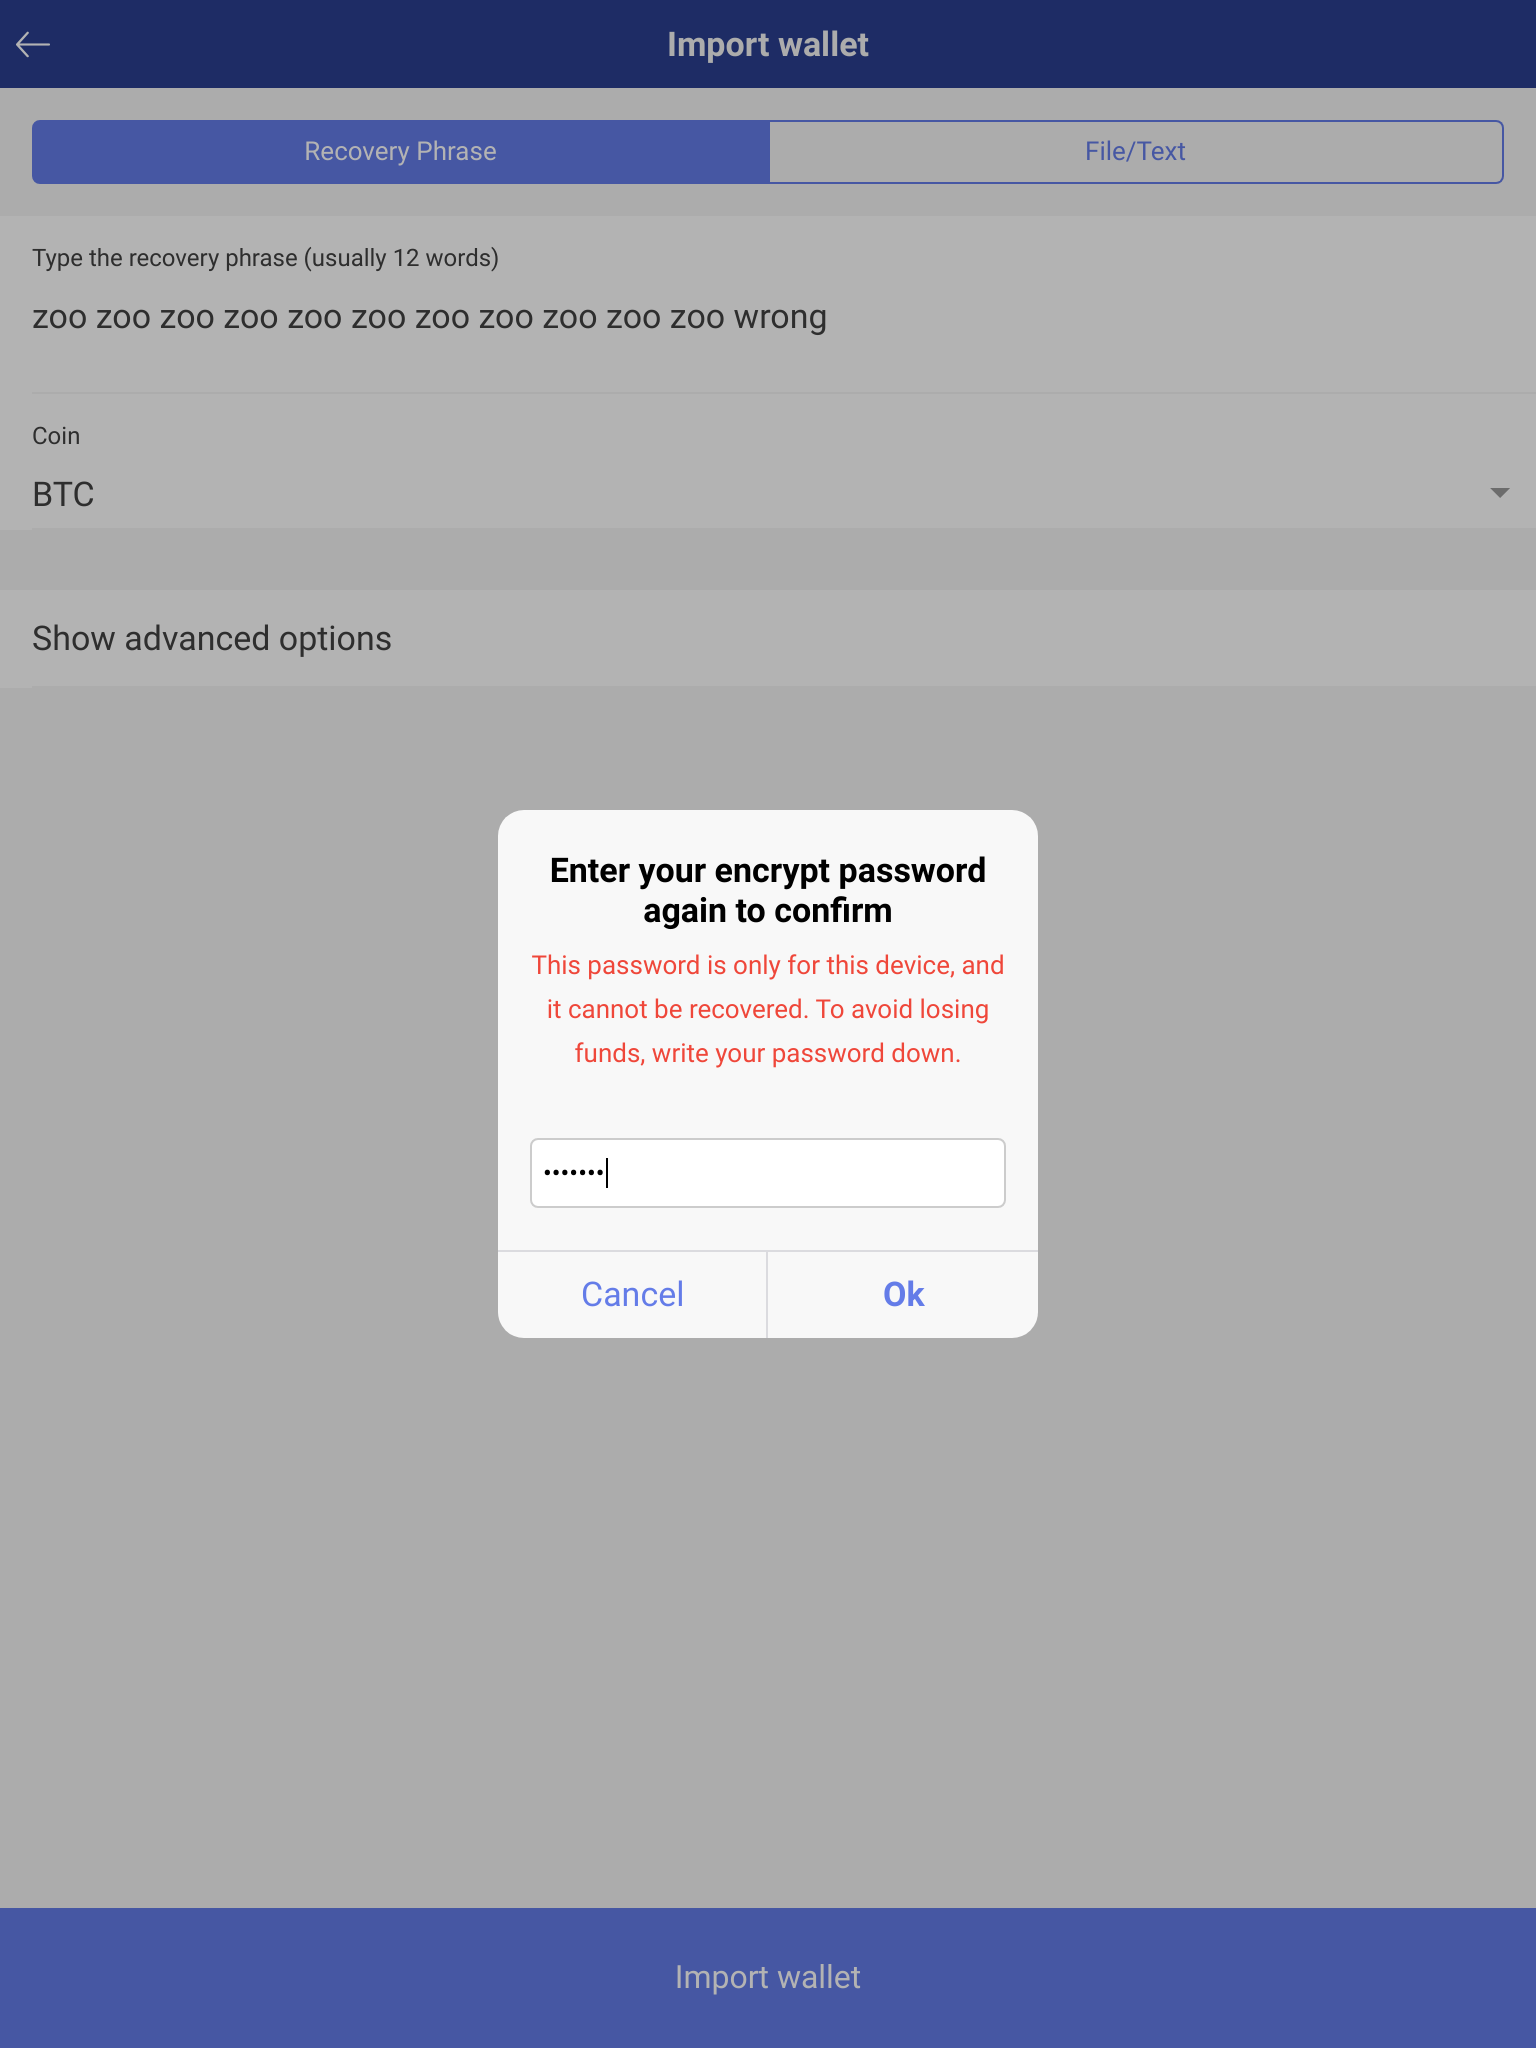 Import wallet
Recovery Phrase
File/Text
Type the recovery phrase (usually 12 words)
zoo zoo zoo zoo zoo zoo zoo zoo zoo zoo zoo wrong
Coin
BTC
Show advanced options
Enter your encrypt password
again to confirm
This password is only for this device, and
it cannot be recovered. To avoid losing
funds, write your password down.
•••••••
Cancel
Ok
Import wallet